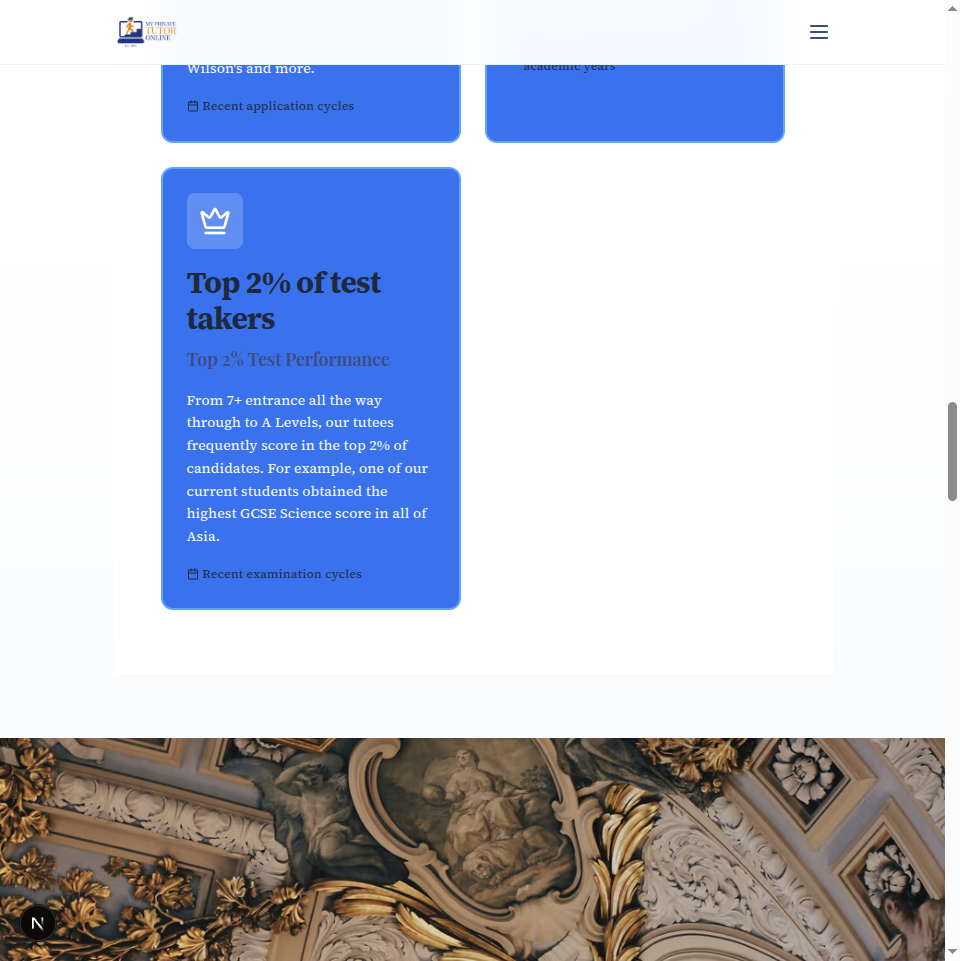 MY PRIVATE
TUTOR
ONLINE
Wilson's and more.
academic years
Recent application cycles
Top 2% of test
takers
Top 2% Test Performance
From 7+ entrance all the way
through to A Levels, our tutees
frequently score in the top 2% of
candidates. For example, one of our
current students obtained the
highest GCSE Science score in all of
Asia.
Recent examination cycles
N